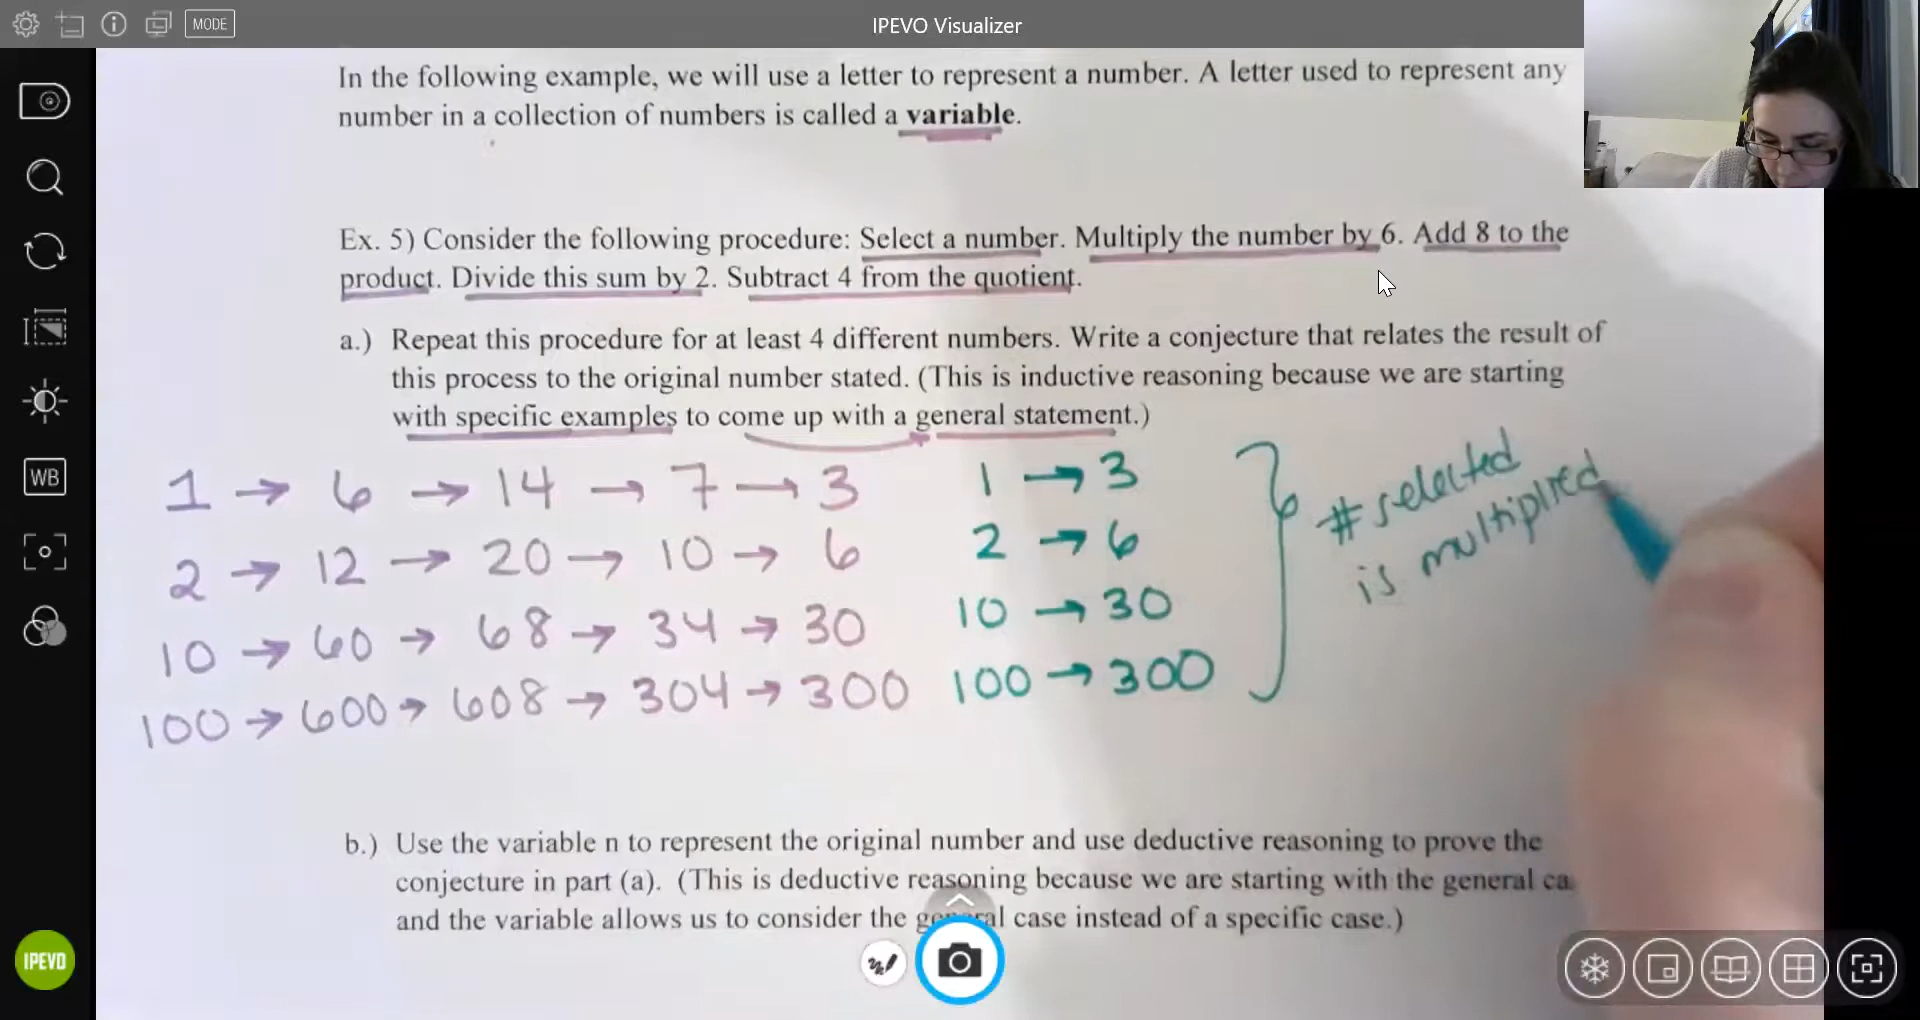 MODE
IPEVO Visualizer
In the following example, we will use a letter to represent a number. A letter used to represent any
number in a collection of numbers is called a variable.
Ex. 5) Consider the following procedure: Select a number. Multiply the number by 6. Add 8 to the
product. Divide this sum by 2. Subtract 4 from the quotient.
a.) Repeat this procedure for at least 4 different numbers. Write a conjecture that relates the result of
this process to the original number stated. (This is inductive reasoning because we are starting
with specific examples to come up with a general statement.)
1 → 6 → 14 → 7 → 3
2 → 12 → 20 → 10 → 6
10 → 60 → 68 → 34 → 30
100 → 600 → 608 → 304 → 300
1 → 3
2 → 6
10 → 30
100 → 300
# selected
is multiplied
b.) Use the variable n to represent the original number and use deductive reasoning to prove the
conjecture in part (a). (This is deductive reasoning because we are starting with the general
and the variable allows us to consider the general case instead of a specific case.)
WB
IPEVO